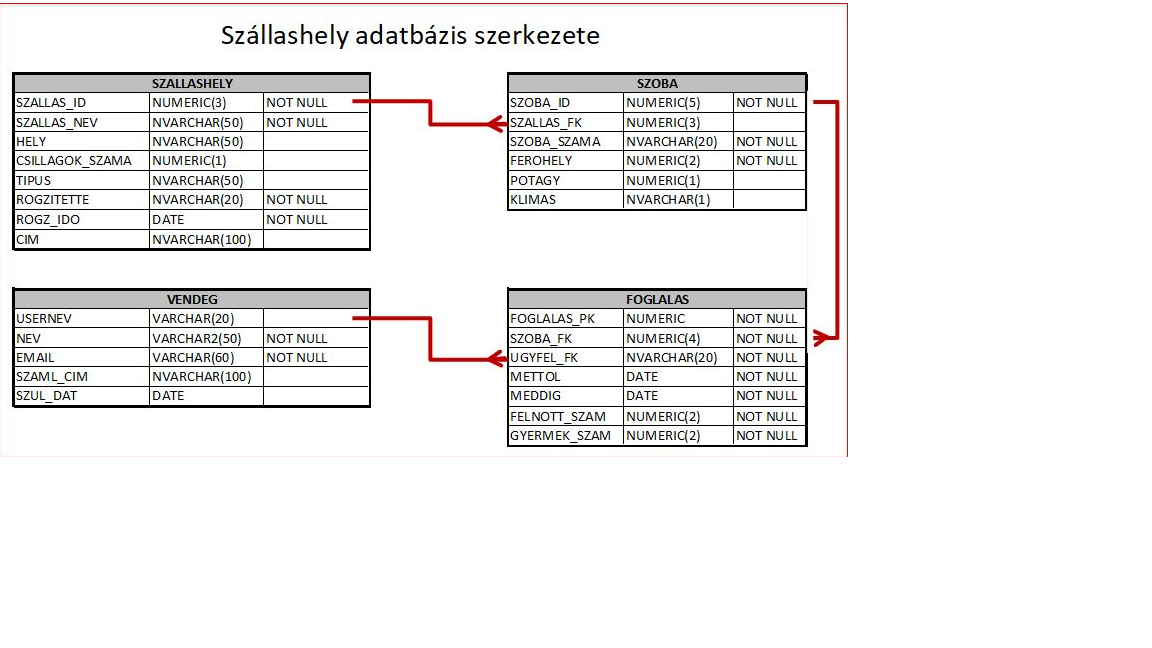 Szállashely adatbázis szerkezete
SZALLASHELY
SZALLAS_ID NUMERIC(3) NOT NULL
SZALLAS_NEV NVARCHAR(50) NOT NULL
HELY NVARCHAR(50)
CSILLAGOK_SZAMA NUMERIC(1)
TIPUS NVARCHAR(50)
ROGZITETTE NVARCHAR(20) NOT NULL
ROGZ_IDO DATE NOT NULL
CIM NVARCHAR(100)
SZOBA
SZOBA_ID NUMERIC(5) NOT NULL
SZALLAS_FK NUMERIC(3)
SZOBA_SZAMA NVARCHAR(20) NOT NULL
FEROHELY NUMERIC(2) NOT NULL
POTAGY NUMERIC(1)
KLIMAS NVARCHAR(1)
VENDEG
USERNEV VARCHAR(20)
NEV VARCHAR2(50) NOT NULL
EMAIL VARCHAR(60) NOT NULL
SZAML_CIM NVARCHAR(100)
SZUL_DAT DATE
FOGLALAS
FOGLALAS_PK NUMERIC NOT NULL
SZOBA_FK NUMERIC(4) NOT NULL
UGYFEL_FK NVARCHAR(20) NOT NULL
METTOL DATE NOT NULL
MEDDIG DATE NOT NULL
FELNOTT_SZAM NUMERIC(2) NOT NULL
GYERMEK_SZAM NUMERIC(2) NOT NULL